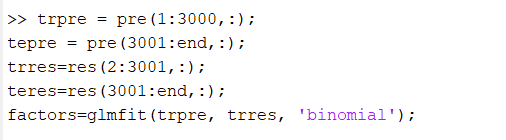 >> trpre = pre(1:3000,:);
tepre = pre(3001:end,:);
trres=res(2:3001,:);
teres=res(3001:end,:);
factors=glmfit(trpre, trres, 'binomial');